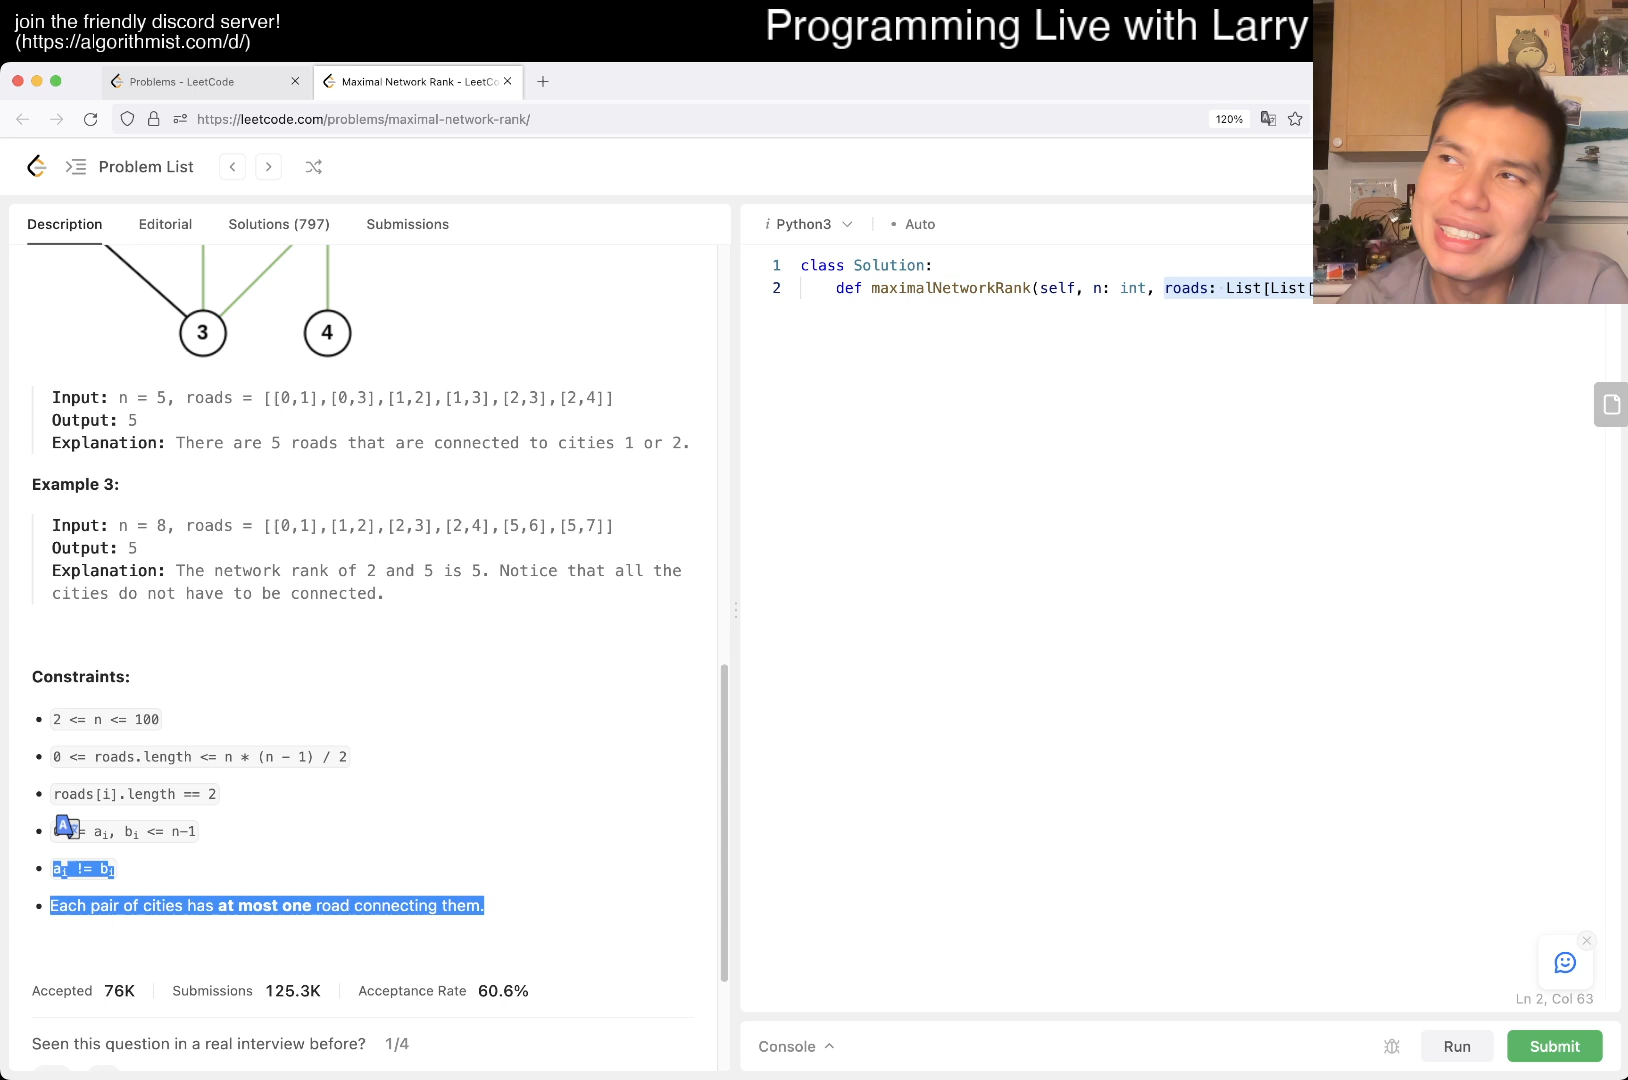 join the friendly discord server!
(https://algorithmist.com/d/)
Programming Live with Larry
Problems - LeetCode
Maximal Network Rank - LeetCo
https://leetcode.com/problems/maximal-network-rank/
120%
Problem List
Description
Editorial
Solutions (797)
Submissions
3
4
Input: n = 5, roads = [[0,1],[0,3],[1,2],[1,3],[2,3],[2,4]]
Output: 5
Explanation: There are 5 roads that are connected to cities 1 or 2.
Example 3:
Input: n = 8, roads = [[0,1],[1,2],[2,3],[2,4],[5,6],[5,7]]
Output: 5
Explanation: The network rank of 2 and 5 is 5. Notice that all the
cities do not have to be connected.
Constraints:
• 2 <= n <= 100
• 0 <= roads.length <= n * (n - 1) / 2
• roads[i].length == 2
• = ai, bi <= n-1
• ai != bi
• Each pair of cities has at most one road connecting them.
Accepted 76K
Submissions 125.3K
Acceptance Rate 60.6%
Seen this question in a real interview before? 1/4
i Python3
• Auto
1 class Solution:
2 def maximalNetworkRank(self, n: int, roads: List[List[
Ln 2, Col 63
Console
Run
Submit